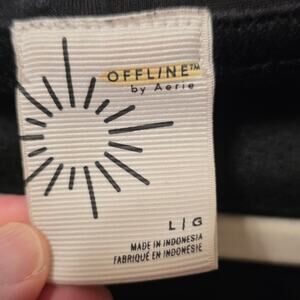 OFFLINE™
by Aerie
L | G
MADE IN INDONESIA
FABRIQUÉ EN INDONÉSIE